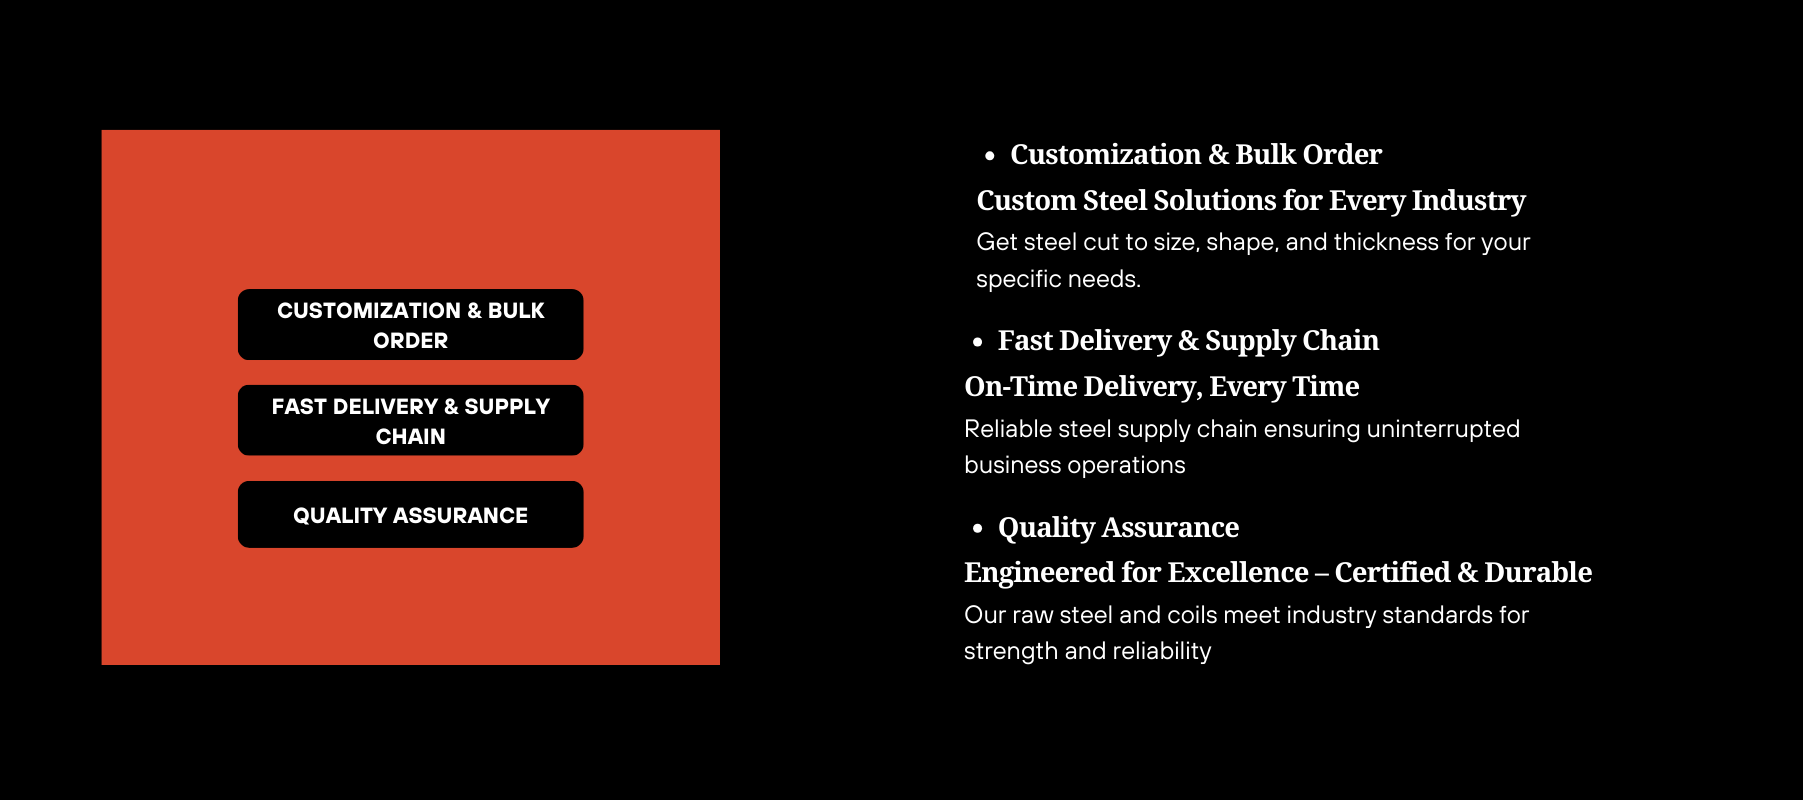 CUSTOMIZATION & BULK
ORDER
FAST DELIVERY & SUPPLY
CHAIN
QUALITY ASSURANCE
• Customization & Bulk Order
Custom Steel Solutions for Every Industry
Get steel cut to size, shape, and thickness for your
specific needs.
• Fast Delivery & Supply Chain
On-Time Delivery, Every Time
Reliable steel supply chain ensuring uninterrupted
business operations
• Quality Assurance
Engineered for Excellence – Certified & Durable
Our raw steel and coils meet industry standards for
strength and reliability